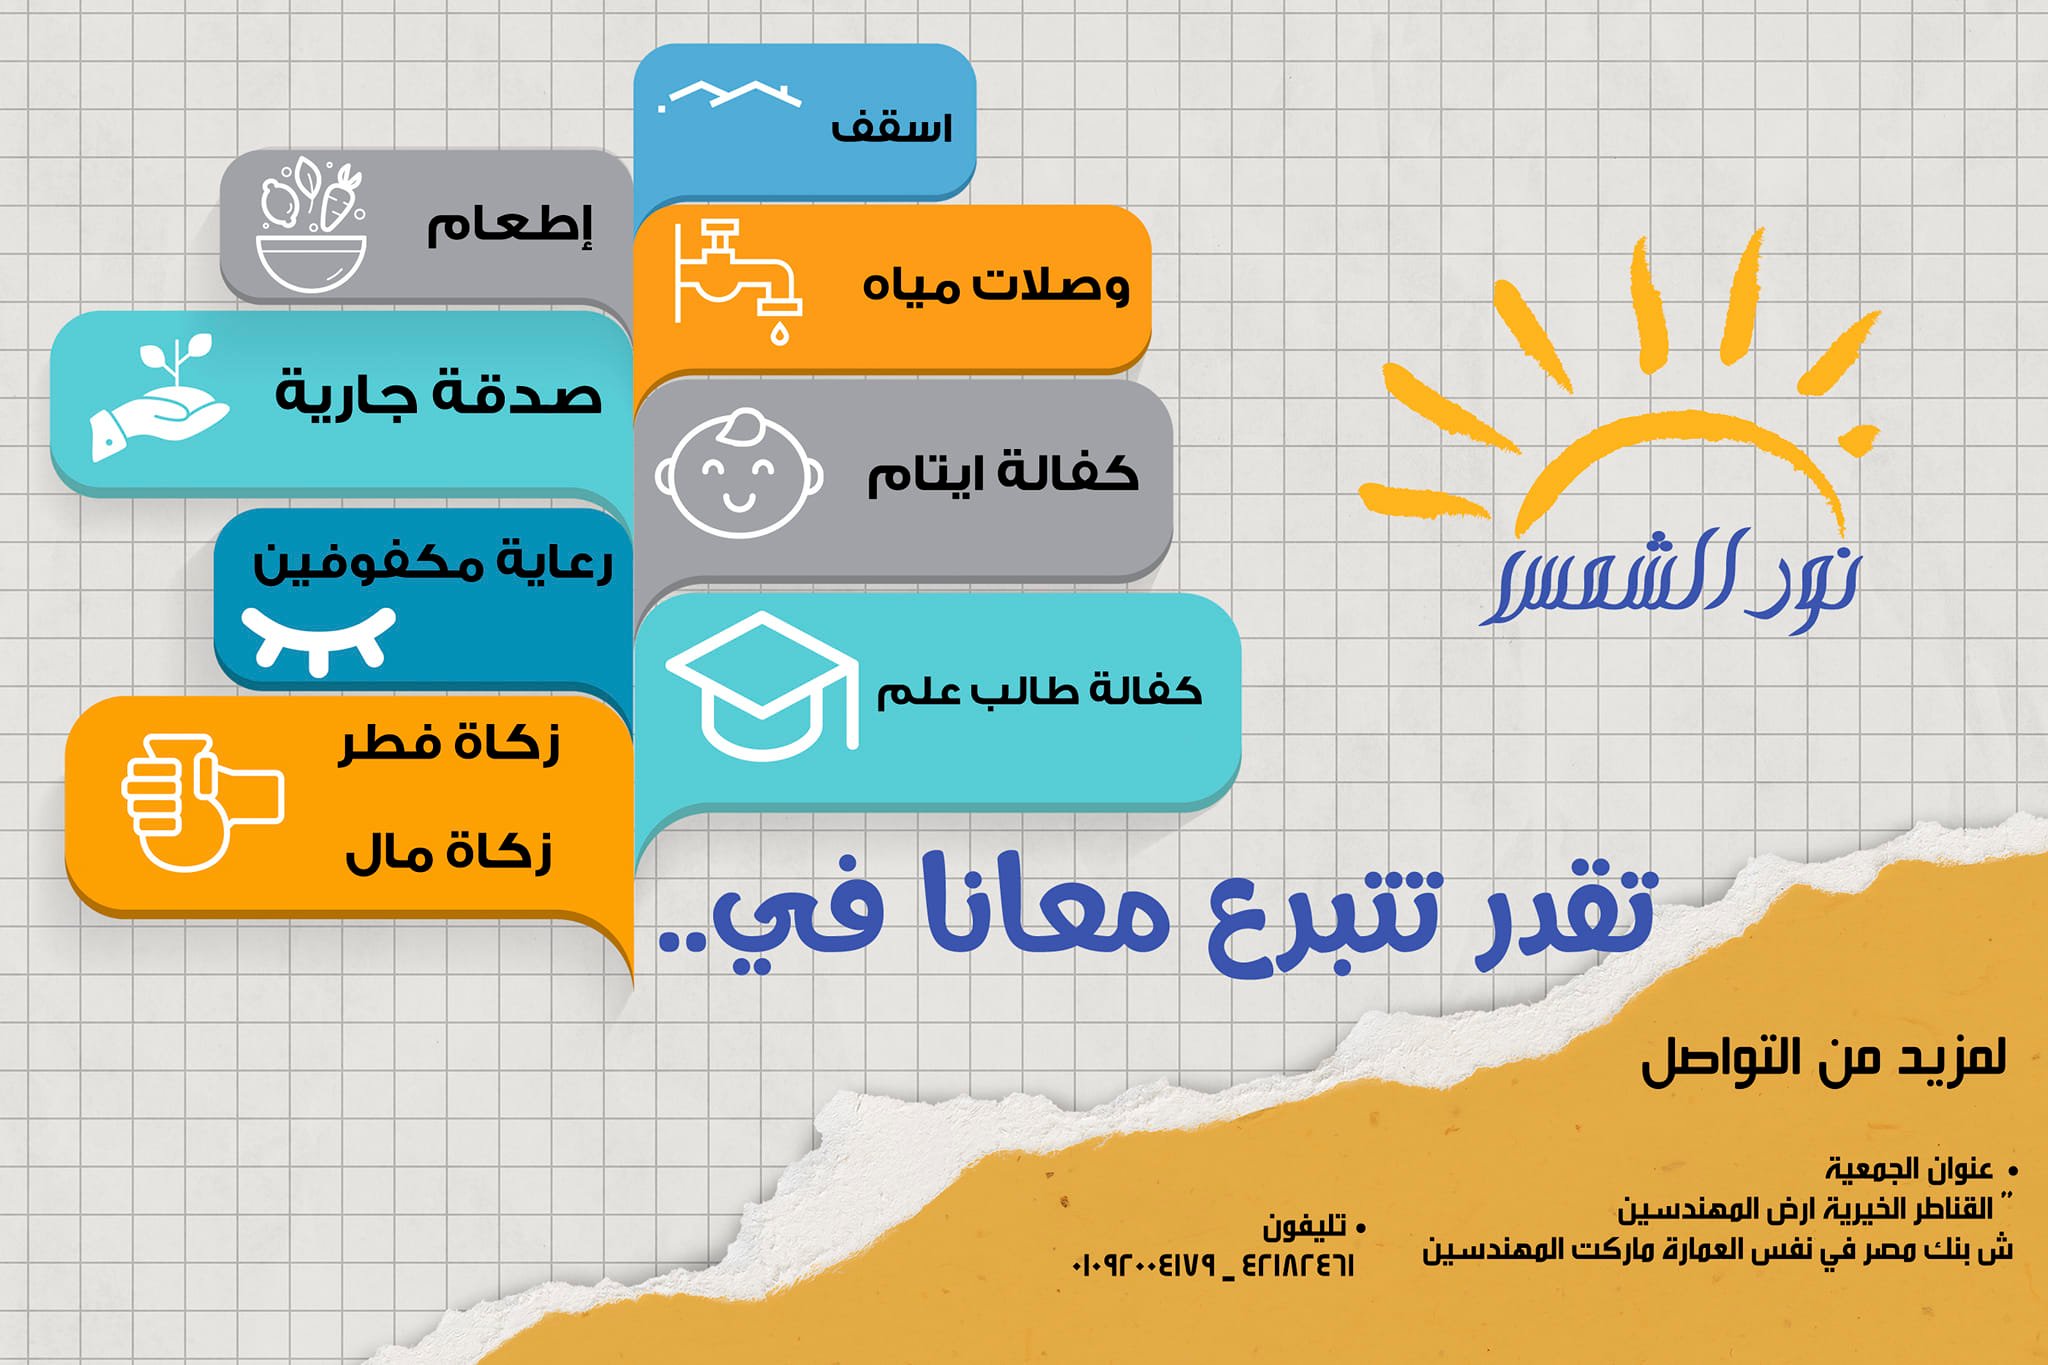 اسقف
إطعام
وصلات مياه
صدقة جارية
كفالة ايتام
رعاية مكفوفين
كفالة طالب علم
زكاة فطر
زكاة مال
نور الشمس
تقدر تتبرع معانا في..
لمزيد من التواصل
• عنوان الجمعية
” القناطر الخيرية ارض المهندسين
ش بنك مصر في نفس العمارة ماركت المهندسين
• تليفون
٤٢١٨٢٤٦١ _ ٠١٠٩٢٠٠٤١٧٩